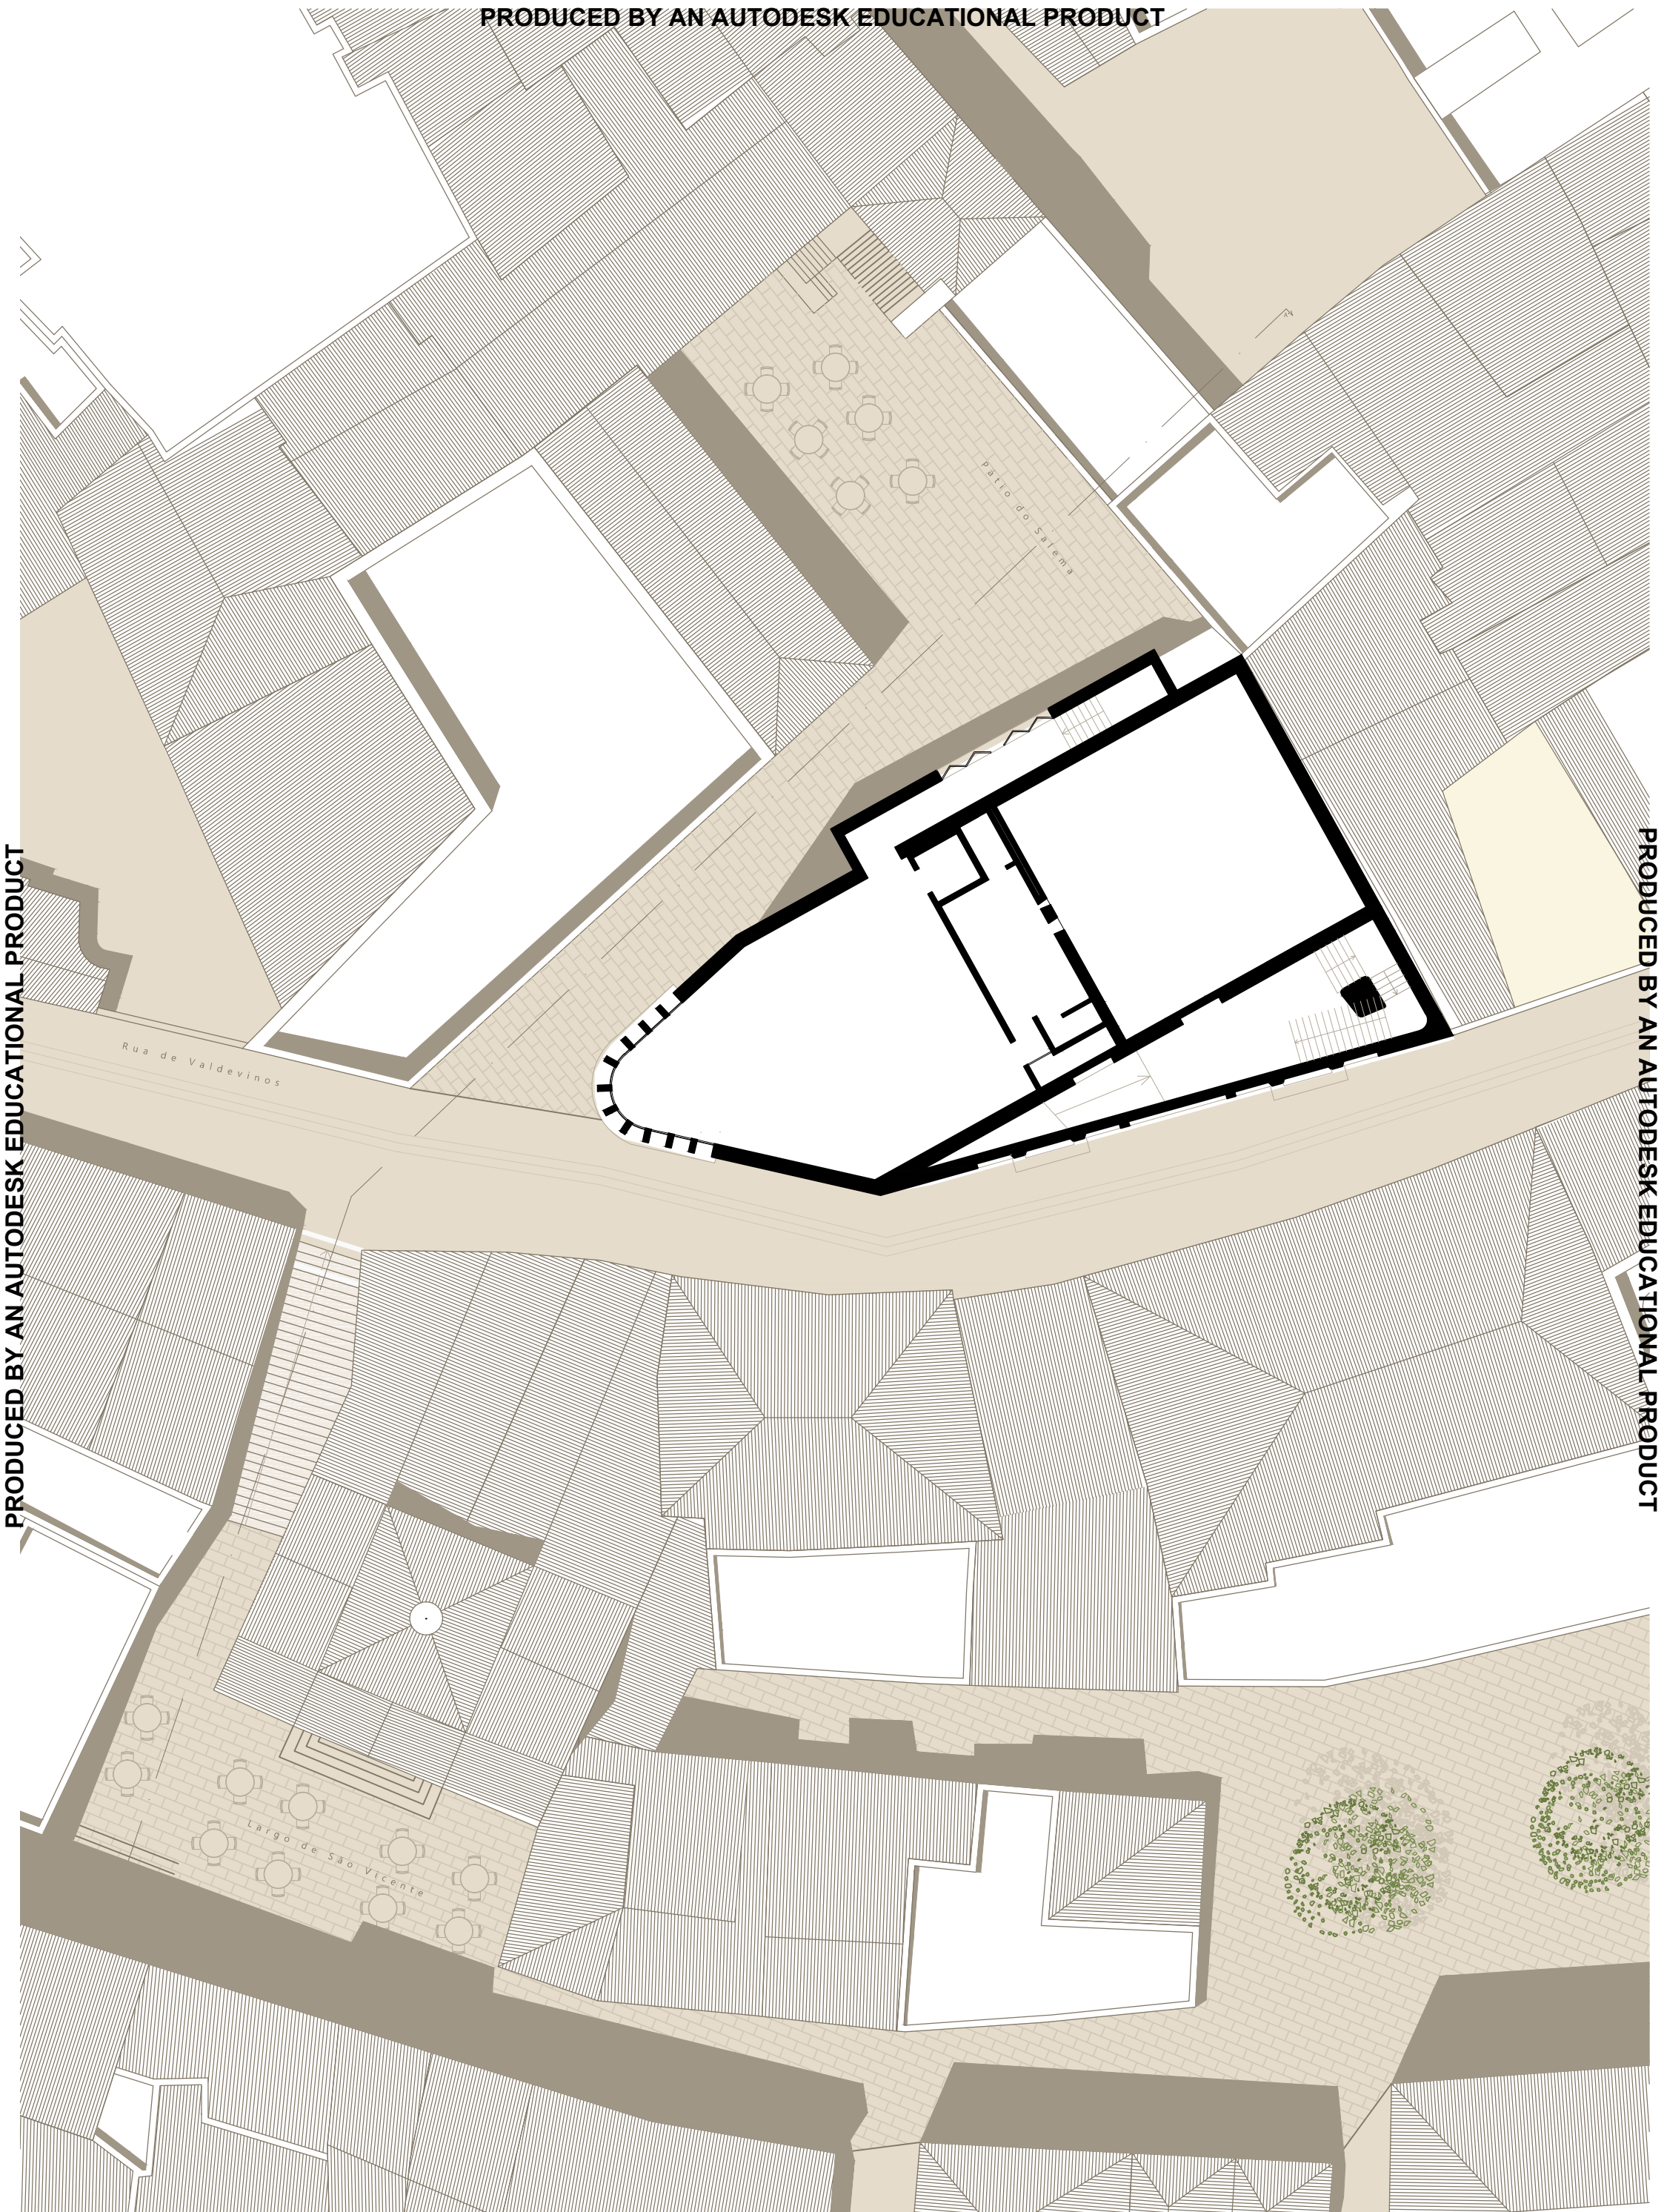 PRODUCED BY AN AUTODESK EDUCATIONAL PRODUCT
Pátio do Salema
PRODUCED BY AN AUTODESK EDUCATIONAL PRODUCT
PRODUCED BY AN AUTODESK EDUCATIONAL PRODUCT
Rua de Valdevinos
Largo de São Vicente